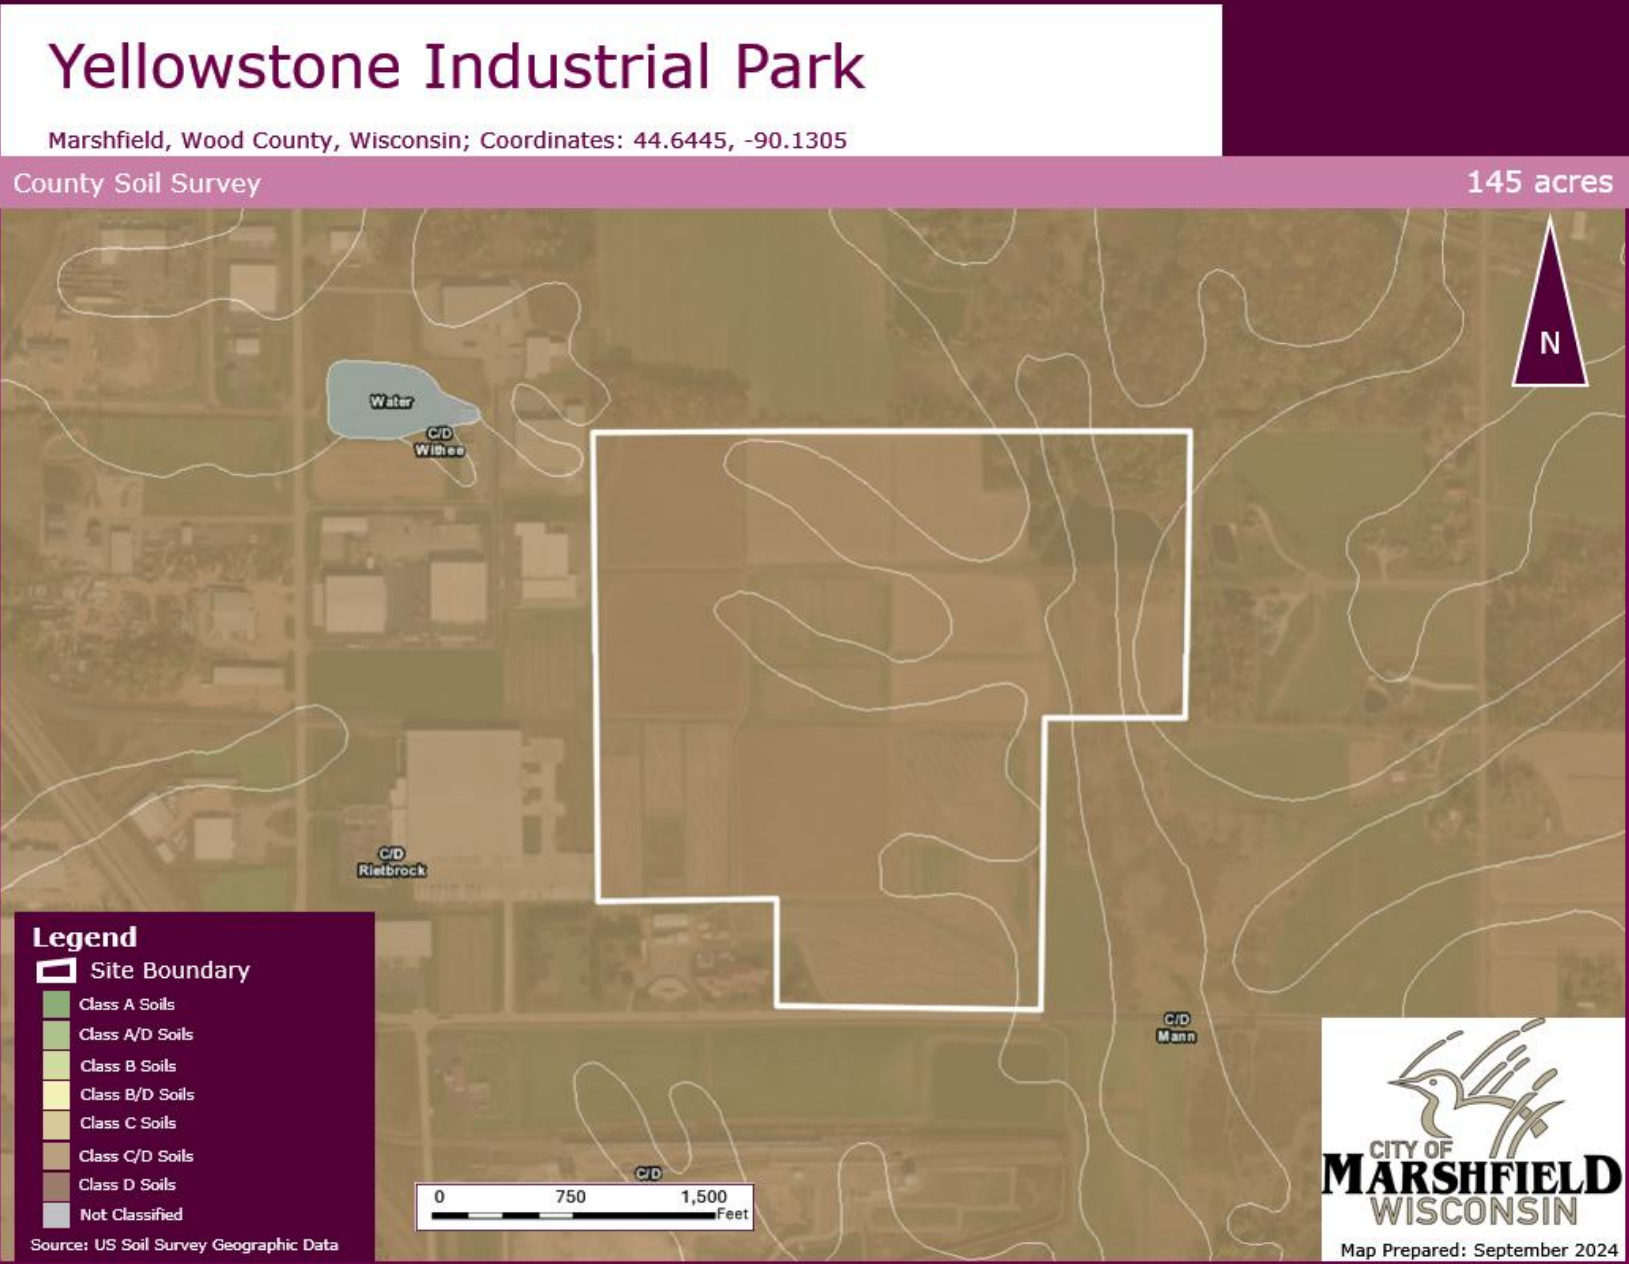 Yellowstone Industrial Park
Marshfield, Wood County, Wisconsin; Coordinates: 44.6445, -90.1305
County Soil Survey
145 acres
N
Water
C/D
Withee
C/D
Rietbrock
C/D
Mann
C/D
Legend
Site Boundary
Class A Soils
Class A/D Soils
Class B Soils
Class B/D Soils
Class C Soils
Class C/D Soils
Class D Soils
Not Classified
Source: US Soil Survey Geographic Data
0 750 1,500
Feet
CITY OF
MARSHFIELD
WISCONSIN
Map Prepared: September 2024